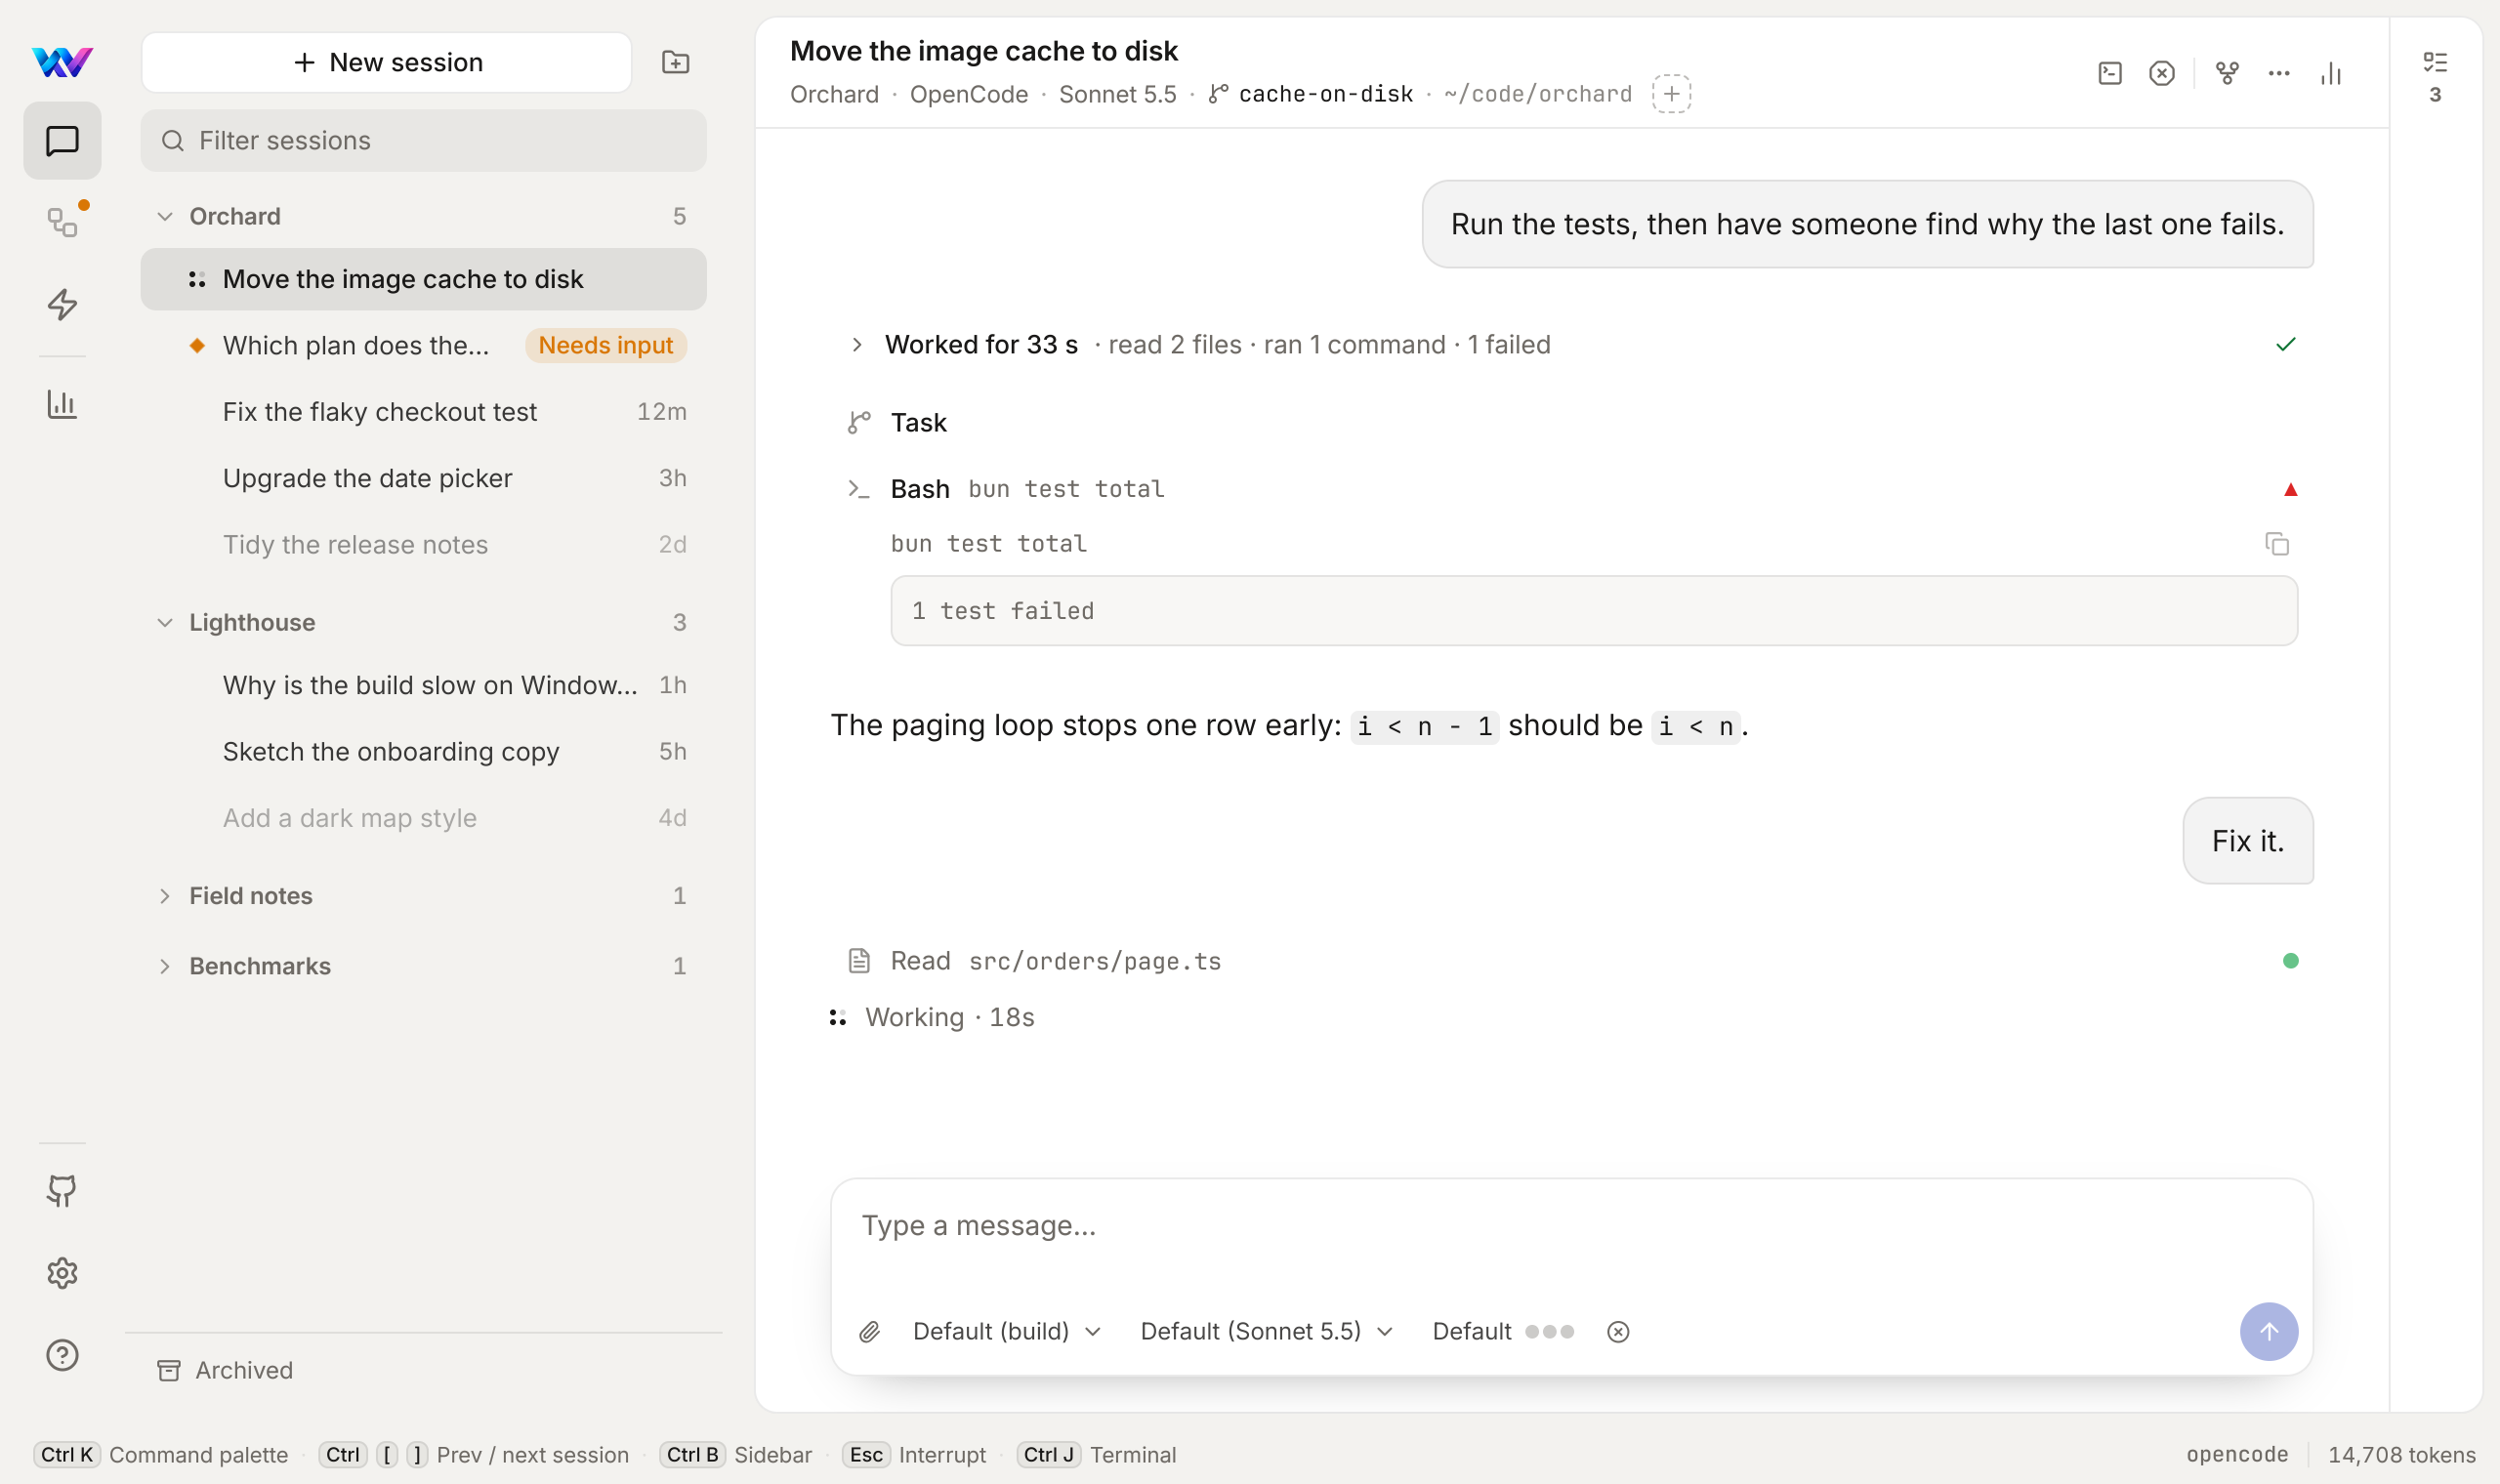 New session
Filter sessions
Orchard 5
Move the image cache to disk
Which plan does the... Needs input
Fix the flaky checkout test 12m
Upgrade the date picker 3h
Tidy the release notes 2d
Lighthouse 3
Why is the build slow on Window... 1h
Sketch the onboarding copy 5h
Add a dark map style 4d
Field notes 1
Benchmarks 1
Archived
Move the image cache to disk
Orchard · OpenCode · Sonnet 5.5 · cache-on-disk · ~/code/orchard
3
Run the tests, then have someone find why the last one fails.
Worked for 33 s · read 2 files · ran 1 command · 1 failed
Task
Bash bun test total
bun test total
1 test failed
The paging loop stops one row early: i < n - 1 should be i < n.
Fix it.
Read src/orders/page.ts
Working · 18s
Type a message...
Default (build) Default (Sonnet 5.5) Default
Ctrl K Command palette · Ctrl [ ] Prev / next session · Ctrl B Sidebar · Esc Interrupt · Ctrl J Terminal
opencode 14,708 tokens